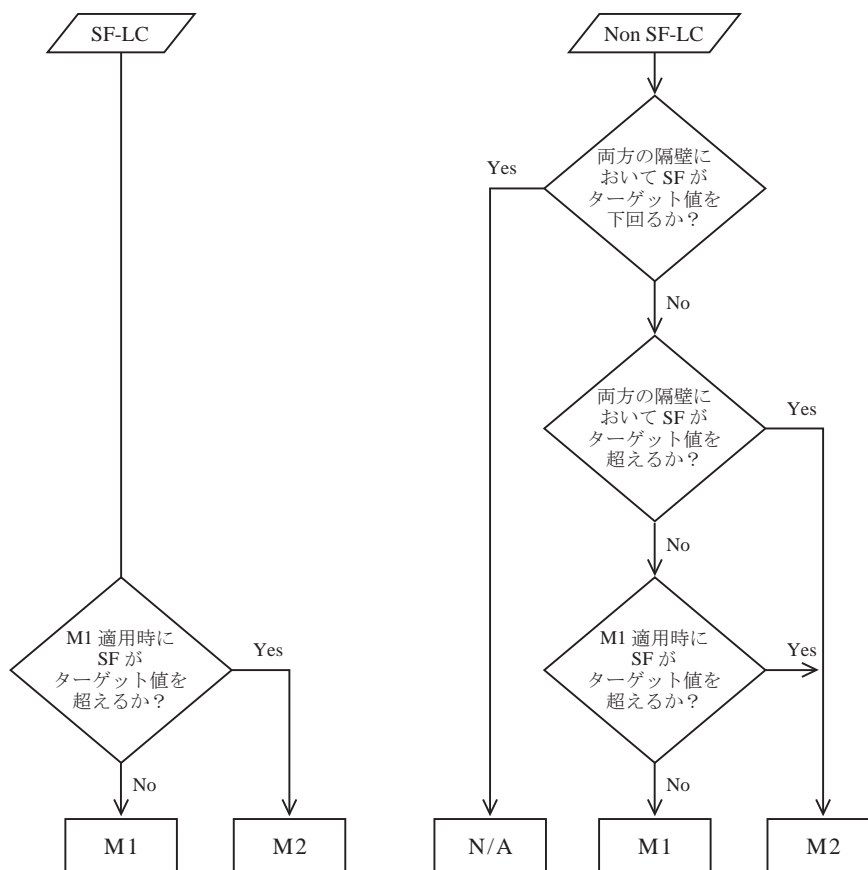 SF-LC
M1 適用時に
SF が
ターゲット値を
超えるか？
Yes
No
M1
M2
Non SF-LC
両方の隔壁に
おいて SF が
ターゲット値を
下回るか？
Yes
No
両方の隔壁に
おいて SF が
ターゲット値を
超えるか？
Yes
No
M1 適用時に
SF が
ターゲット値を
超えるか？
Yes
No
N/A
M1
M2